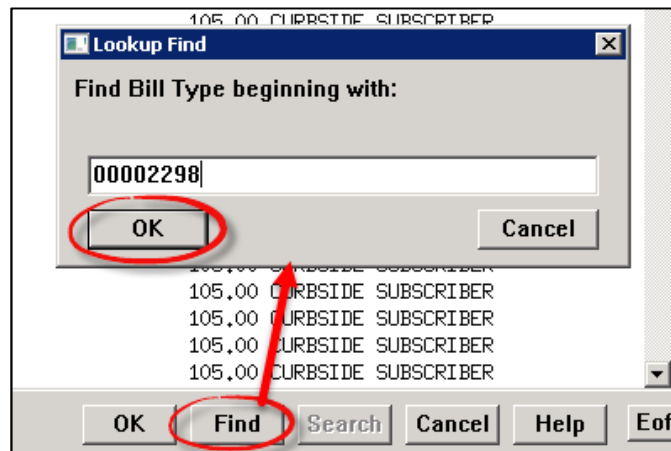 105.00 CURBSIDE SUBSCRIBER
Lookup Find
Find Bill Type beginning with:
00002298
OK Cancel
105.00 CURBSIDE SUBSCRIBER
105.00 CURBSIDE SUBSCRIBER
105.00 CURBSIDE SUBSCRIBER
105.00 CURBSIDE SUBSCRIBER
105.00 CURBSIDE SUBSCRIBER
OK Find Search Cancel Help Eof